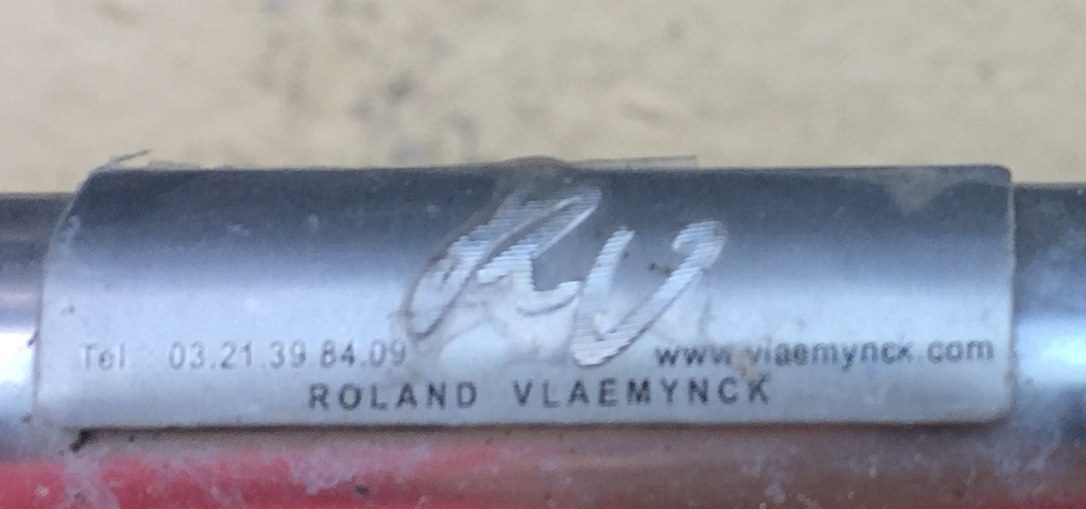 RV
Tel : 03.21.39 84.09 www.vlaemynck.com
ROLAND VLAEMYNCK